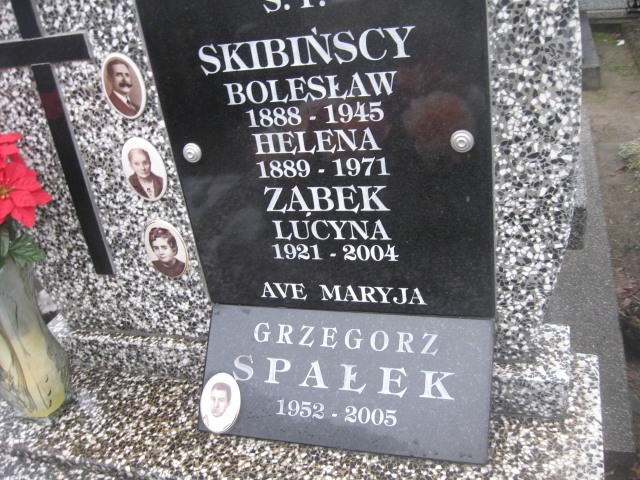 Ś. P.
SKIBIŃSCY
BOLESŁAW
1888 - 1945
HELENA
1889 - 1971
ZĄBEK
LUCYNA
1921 - 2004
AVE MARYJA
GRZEGORZ
SPAŁEK
1952 - 2005